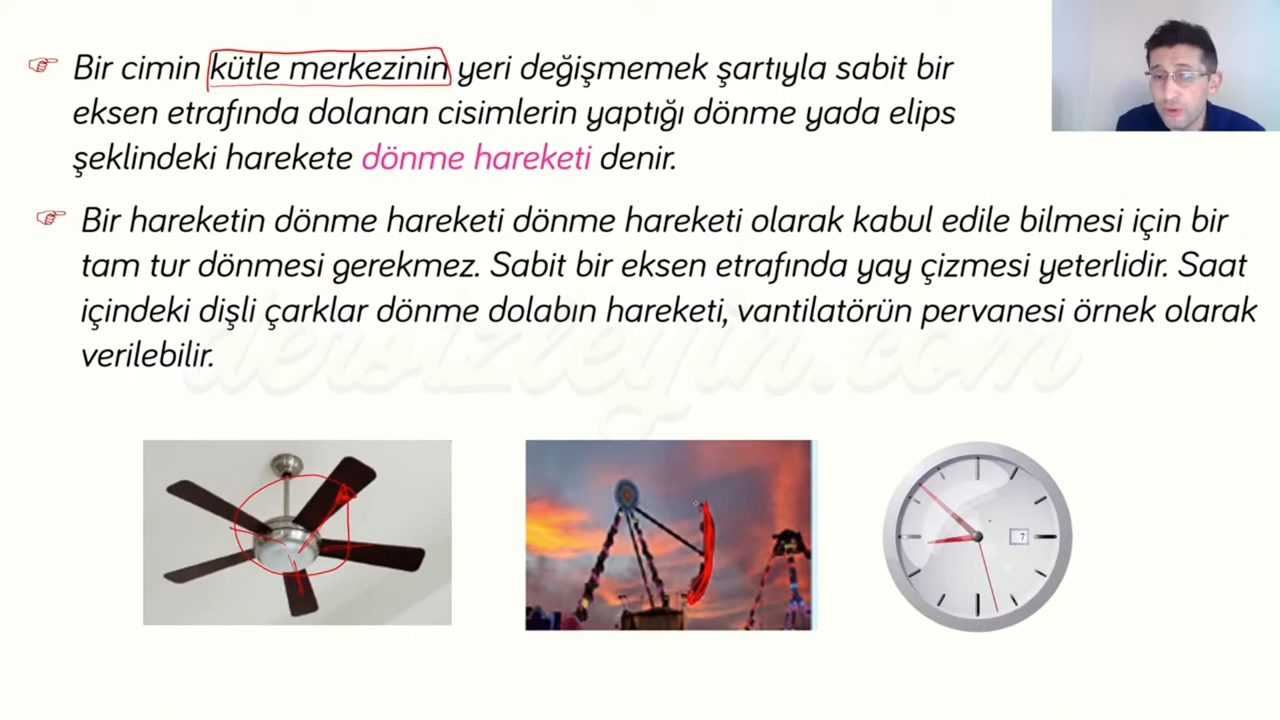 Bir cimin kütle merkezinin yeri değişmemek şartıyla sabit bir
eksen etrafında dolanan cisimlerin yaptığı dönme yada elips
şeklindeki harekete dönme hareketi denir.
Bir hareketin dönme hareketi dönme hareketi olarak kabul edile bilmesi için bir
tam tur dönmesi gerekmez. Sabit bir eksen etrafında yay çizmesi yeterlidir. Saat
içindeki dişli çarklar dönme dolabın hareketi, vantilatörün pervanesi örnek olarak
verilebilir.
dersizleyin.com
7